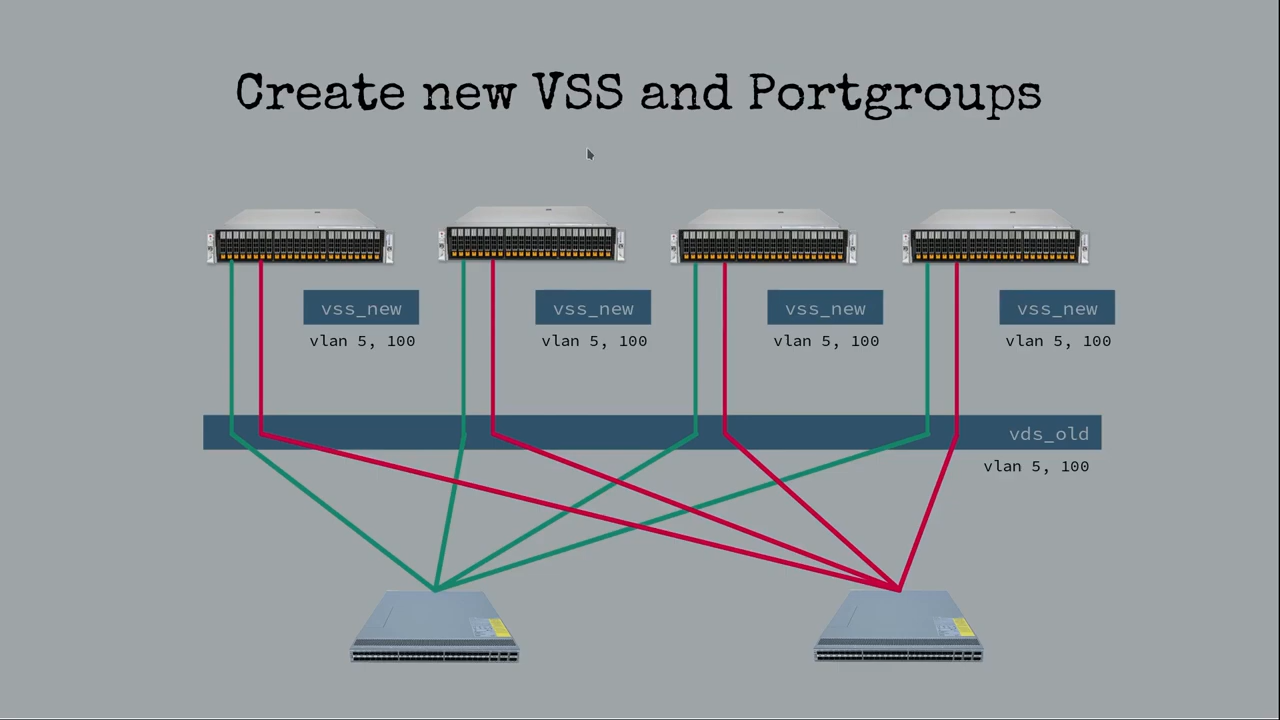 Create new VSS and Portgroups
vss_new
vss_new
vss_new
vss_new
vlan 5, 100
vlan 5, 100
vlan 5, 100
vlan 5, 100
vds_old
vlan 5, 100